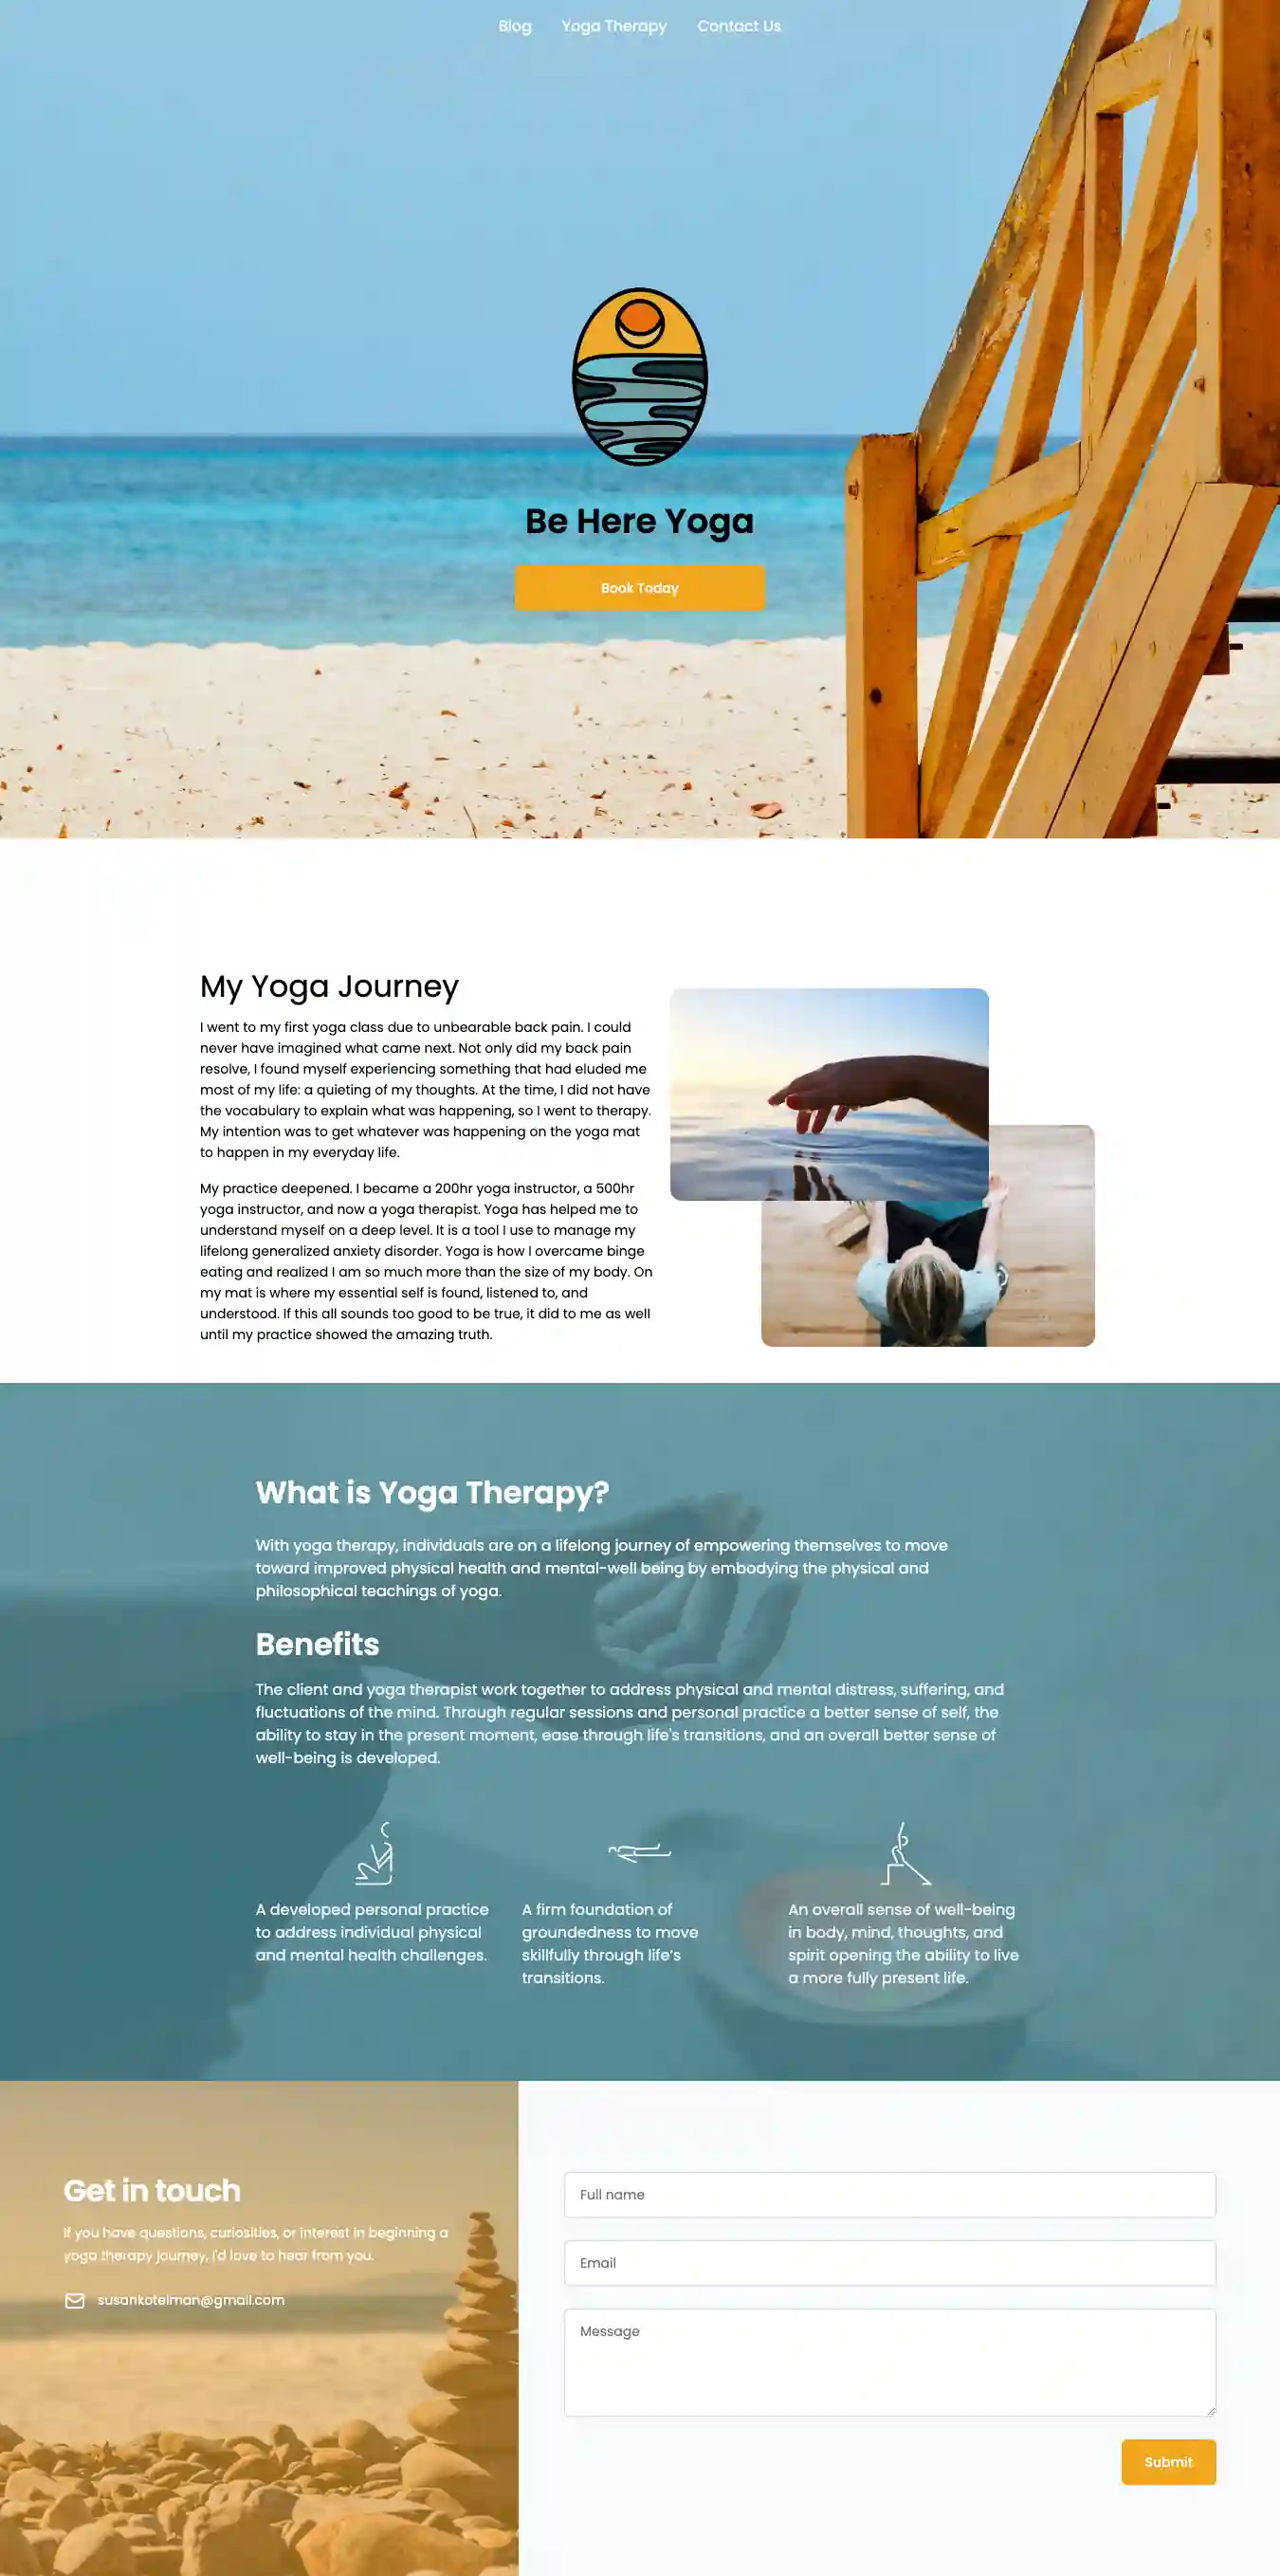 Blog Yoga Therapy Contact Us
Be Here Yoga
Book Today
My Yoga Journey
I went to my first yoga class due to unbearable back pain. I could
never have imagined what came next. Not only did my back pain
resolve, I found myself experiencing something that had eluded me
most of my life: a quieting of my thoughts. At the time, I did not have
the vocabulary to explain what was happening, so I went to therapy.
My intention was to get whatever was happening on the yoga mat
to happen in my everyday life.
My practice deepened. I became a 200hr yoga instructor, a 500hr
yoga instructor, and now a yoga therapist. Yoga has helped me to
understand myself on a deep level. It is a tool I use to manage my
lifelong generalized anxiety disorder. Yoga is how I overcame binge
eating and realized I am so much more than the size of my body. On
my mat is where my essential self is found, listened to, and
understood. If this all sounds too good to be true, it did to me as well
until my practice showed the amazing truth.
What is Yoga Therapy?
With yoga therapy, individuals are on a lifelong journey of empowering themselves to move
toward improved physical health and mental-well being by embodying the physical and
philosophical teachings of yoga.
Benefits
The client and yoga therapist work together to address physical and mental distress, suffering, and
fluctuations of the mind. Through regular sessions and personal practice a better sense of self, the
ability to stay in the present moment, ease through life's transitions, and an overall better sense of
well-being is developed.
A developed personal practice
to address individual physical
and mental health challenges.
A firm foundation of
groundedness to move
skillfully through life's
transitions.
An overall sense of well-being
in body, mind, thoughts, and
spirit opening the ability to live
a more fully present life.
Get in touch
If you have questions, curiosities, or interest in beginning a
yoga therapy journey, I'd love to hear from you.
susankotelman@gmail.com
Full name
Email
Message
Submit